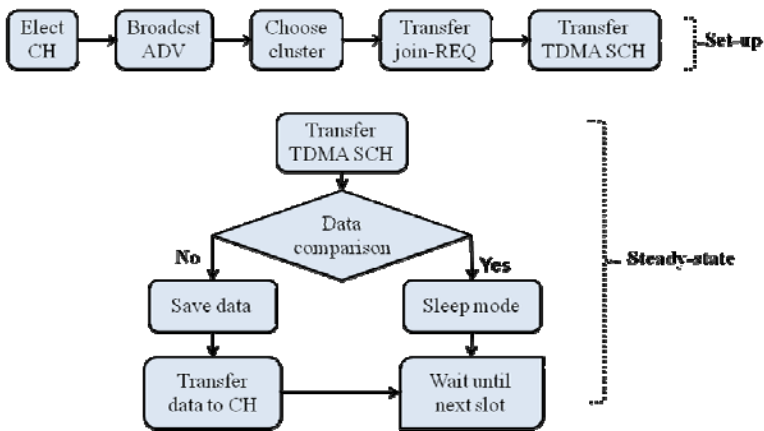 Elect
CH
Broadcst
ADV
Choose
cluster
Transfer
join-REQ
Transfer
TDMA SCH
Set-up
Transfer
TDMA SCH
Data
comparison
No
Yes
Save data
Sleep mode
Steady-state
Transfer
data to CH
Wait until
next slot